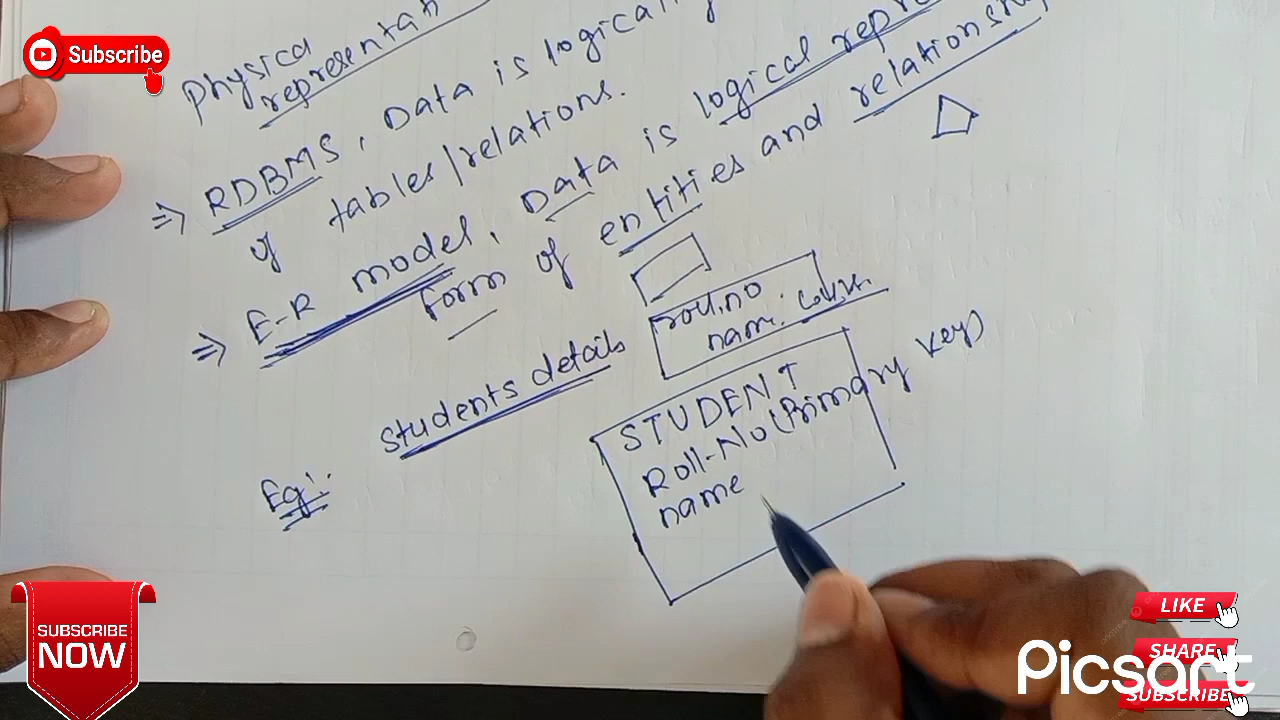 Subscribe
physica
representati
=> RDBMS, Data is logically
of tables/relations.
=> E-R model, Data is logical repre
form of entities and relationship
Eg:- students details
roll.no
name.
STUDENT
Roll-No (Primary key)
name
SUBSCRIBE
NOW
LIKE
SHARE
SUBSCRIBE
Picsart